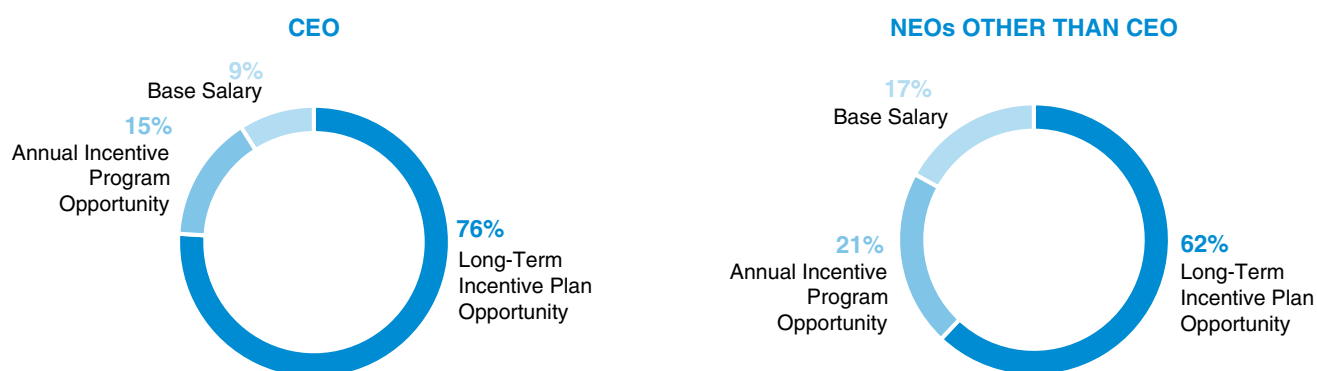 CEO
9%
Base Salary
15%
Annual Incentive
Program
Opportunity
76%
Long-Term
Incentive Plan
Opportunity
NEOs OTHER THAN CEO
17%
Base Salary
21%
Annual Incentive
Program
Opportunity
62%
Long-Term
Incentive Plan
Opportunity